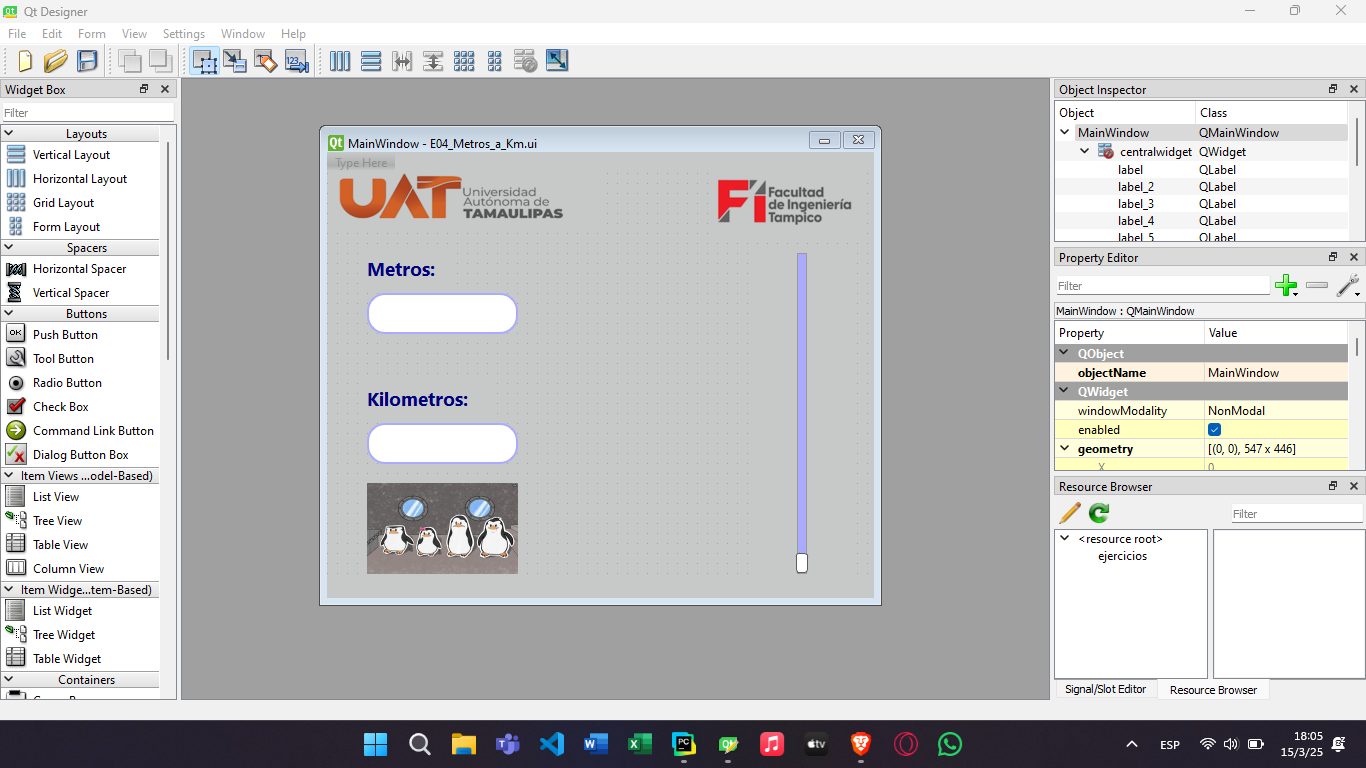 Qt Designer
File Edit Form View Settings Window Help
Widget Box
Filter
Layouts
Vertical Layout
Horizontal Layout
Grid Layout
Form Layout
Spacers
Horizontal Spacer
Vertical Spacer
Buttons
OK Push Button
Tool Button
Radio Button
Check Box
Command Link Button
Dialog Button Box
Item Views ...odel-Based)
List View
Tree View
Table View
Column View
Item Widge...tem-Based)
List Widget
Tree Widget
Table Widget
Containers
MainWindow - E04_Metros_a_Km.ui
Type Here
UAT Universidad
Autónoma de
TAMAULIPAS
Fi Facultad
de Ingeniería
Tampico
Metros:
Kilometros:
Object Inspector
Object Class
MainWindow QMainWindow
centralwidget QWidget
label QLabel
label_2 QLabel
label_3 QLabel
label_4 QLabel
label_5 QLabel
Property Editor
Filter
MainWindow : QMainWindow
Property Value
QObject
objectName MainWindow
QWidget
windowModality NonModal
enabled
geometry [(0, 0), 547 x 446]
X 0
Resource Browser
Filter
<resource root>
ejercicios
Signal/Slot Editor Resource Browser
ESP
18:05
15/3/25